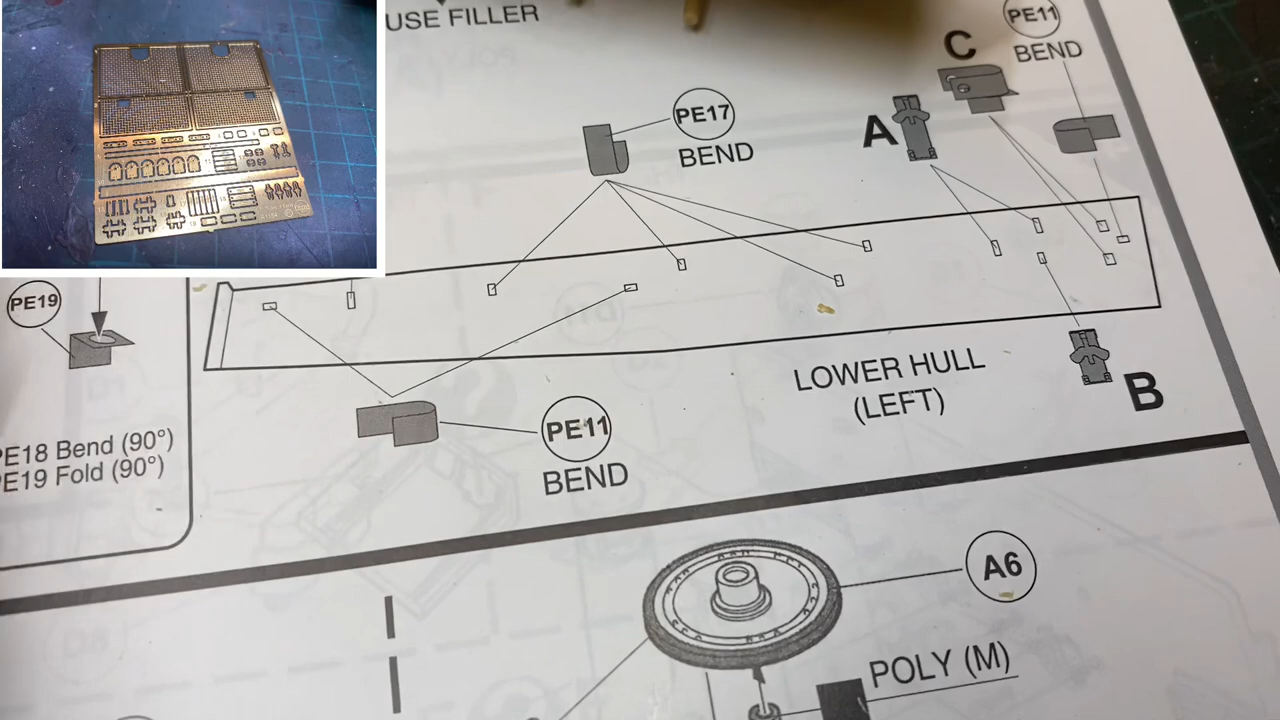 USE FILLER
PE11
BEND
C
PE17
BEND
A
PE19
LOWER HULL
(LEFT)
B
PE11
BEND
PE18 Bend (90°)
PE19 Fold (90°)
A6
POLY (M)